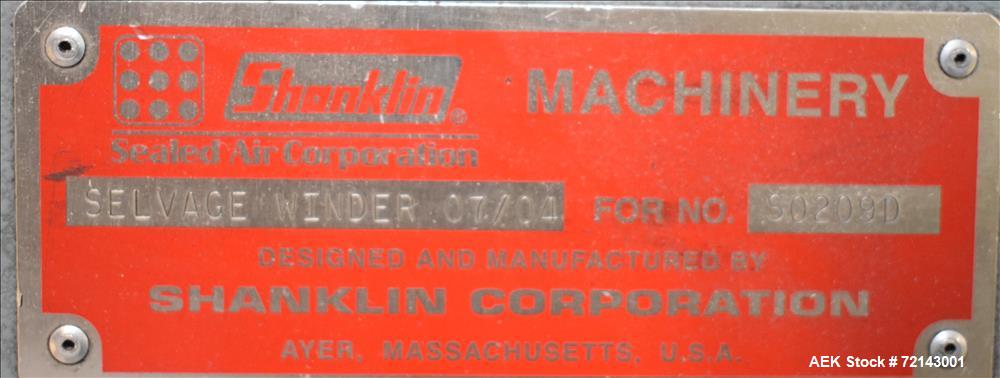 Shanklin® MACHINERY
Sealed Air Corporation
SELVAGE WINDER 07/04 FOR NO. S0209D
DESIGNED AND MANUFACTURED BY
SHANKLIN CORPORATION
AYER, MASSACHUSETTS, U.S.A.
AEK Stock # 72143001